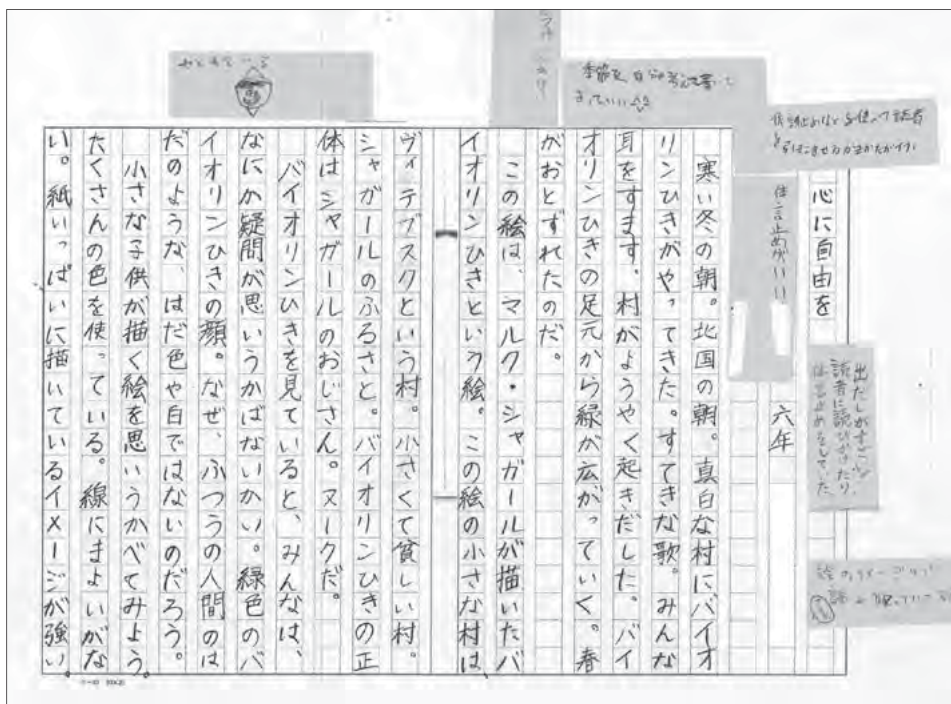 心に自由を
六年
寒い冬の朝。北国の朝。真白な村にバイオ
リンひきがやってきた。すてきな歌。みんな
耳をすます。村がようやく起きだした。バイ
オリンひきの足元から緑が広がっていく。春
がおとずれたのだ。
この絵は、マルク・シャガールが描いたバ
イオリンひきという絵。この絵の小さな村は、
ヴィテブスクという村。小さくて貧しい村。
シャガールのふるさと。バイオリンひきの正
体はシャガールのおじさん。ヌークだ。
バイオリンひきを見ていると、みんなは、
なにか疑問が思いうかばないかい。緑色のバ
イオリンひきの顔。なぜ、ふつうの人間のは
だのような、はだ色や白ではないのだろう。
小さな子供が描く絵を思いうかべてみよう。
たくさんの色を使っている。線にまよいがな
い。紙いっぱいに描いているイメージが強い。
体言止めがいい
出だしがすごい!
読者に読びかけたり、
体言止めをしていた
季節を自分で考えて書いて